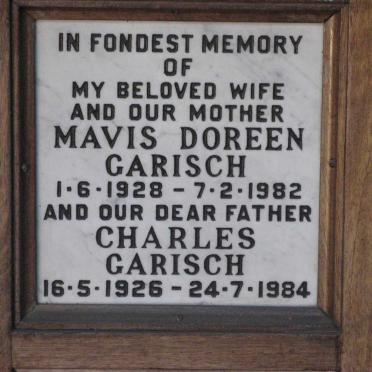 IN FONDEST MEMORY
OF
MY BELOVED WIFE
AND OUR MOTHER
MAVIS DOREEN
GARISCH
1·6·1928 – 7·2·1982
AND OUR DEAR FATHER
CHARLES
GARISCH
16·5·1926 – 24·7·1984